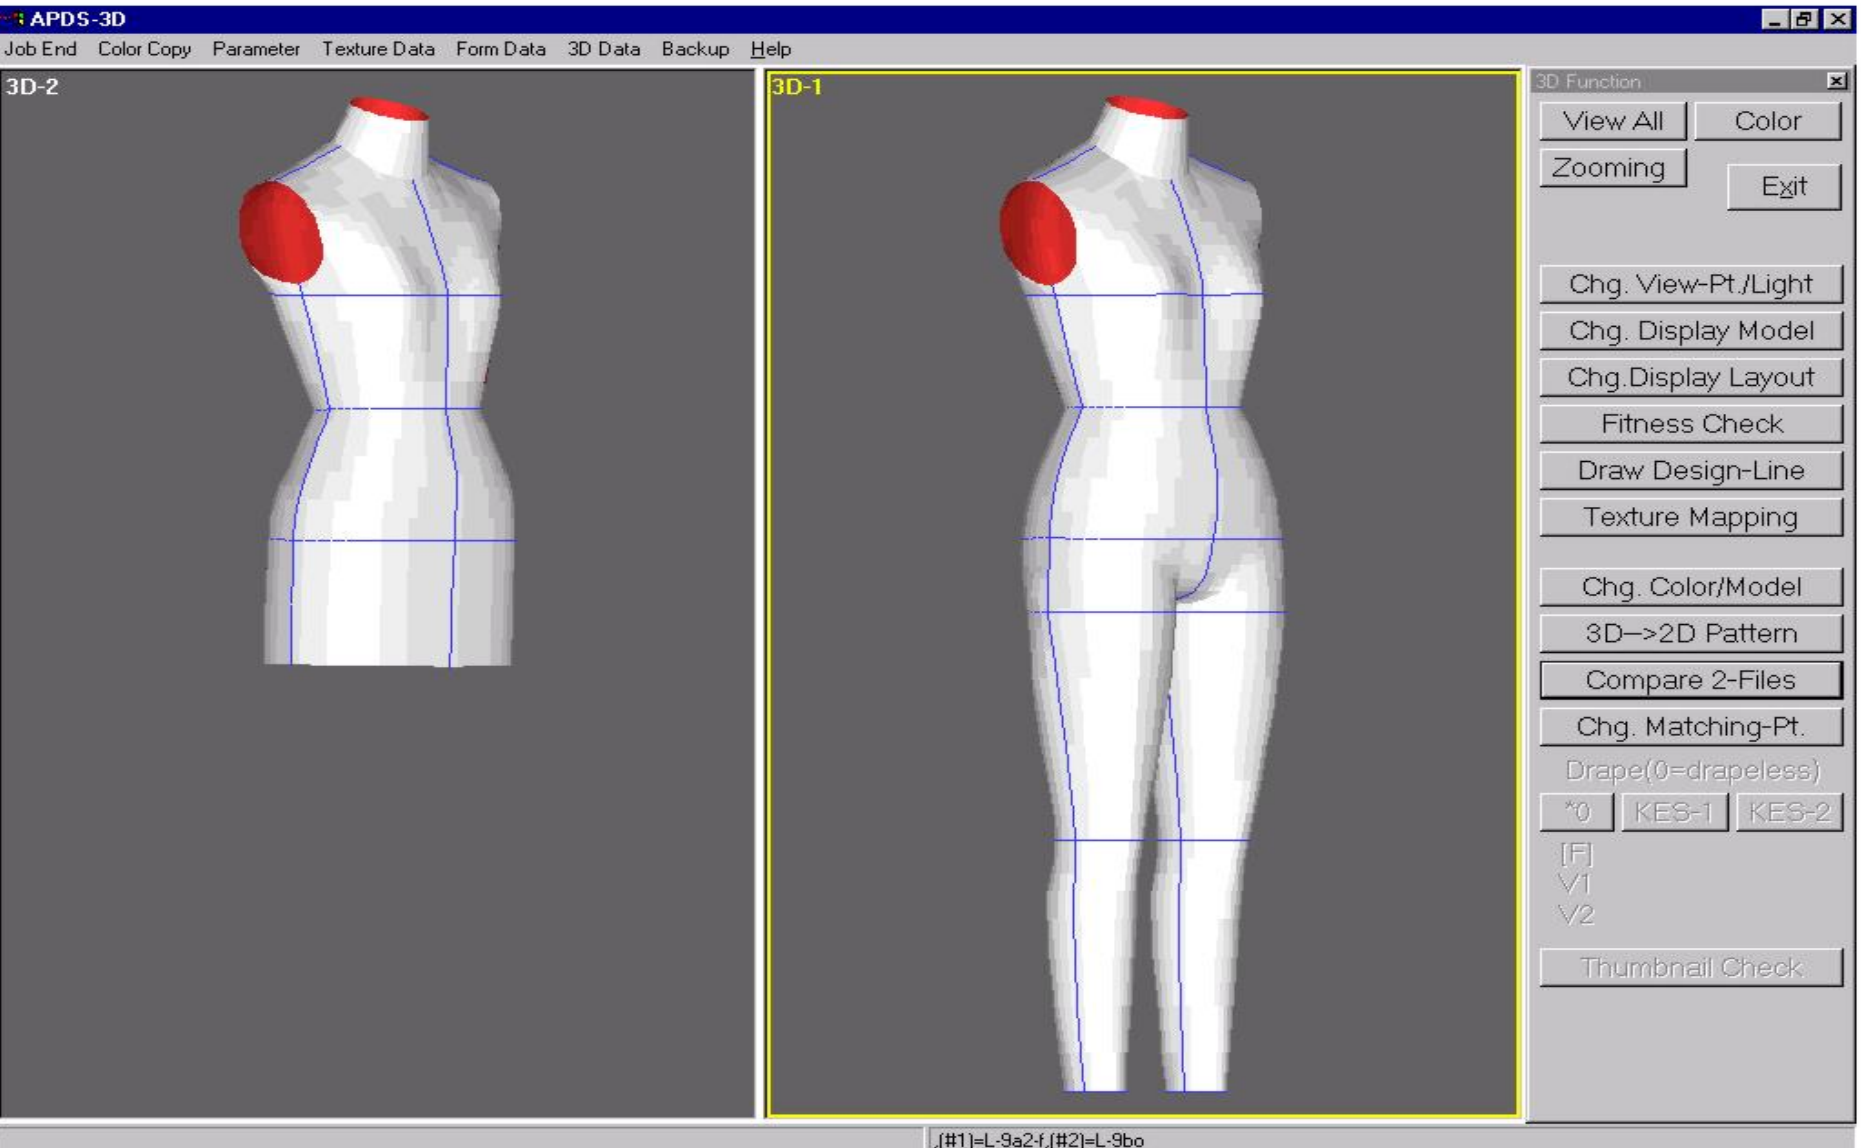 APDS-3D
Job End Color Copy Parameter Texture Data Form Data 3D Data Backup Help
3D-2
3D-1
3D Function
View All Color
Zooming
Exit
Chg. View-Pt./Light
Chg. Display Model
Chg.Display Layout
Fitness Check
Draw Design-Line
Texture Mapping
Chg. Color/Model
3D-->2D Pattern
Compare 2-Files
Chg. Matching-Pt.
Drape(0=drapeless)
*0 KES-1 KES-2
[F]
V1
V2
Thumbnail Check
,(#1)=L-9a2-f,(#2)=L-9bo